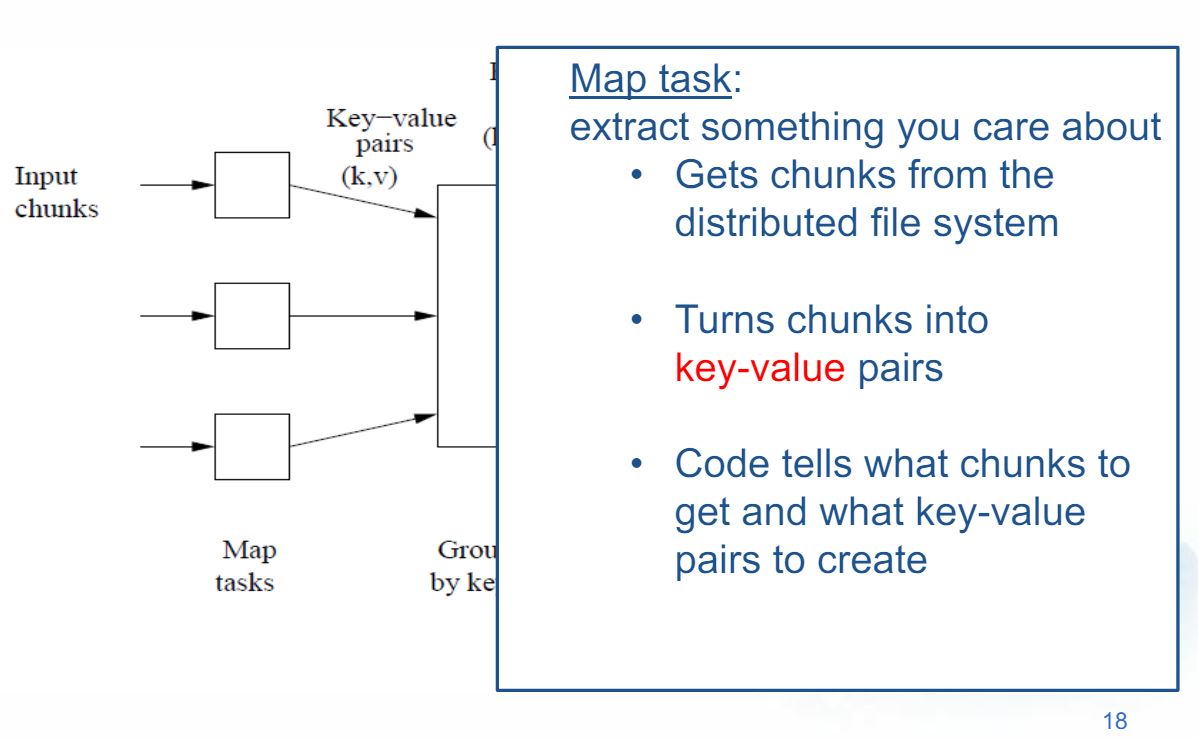 Key−value
pairs
(k,v)
Input
chunks
Map
tasks
by
Map task:
extract something you care about
• Gets chunks from the
distributed file system
• Turns chunks into
key-value pairs
• Code tells what chunks to
get and what key-value
pairs to create
18